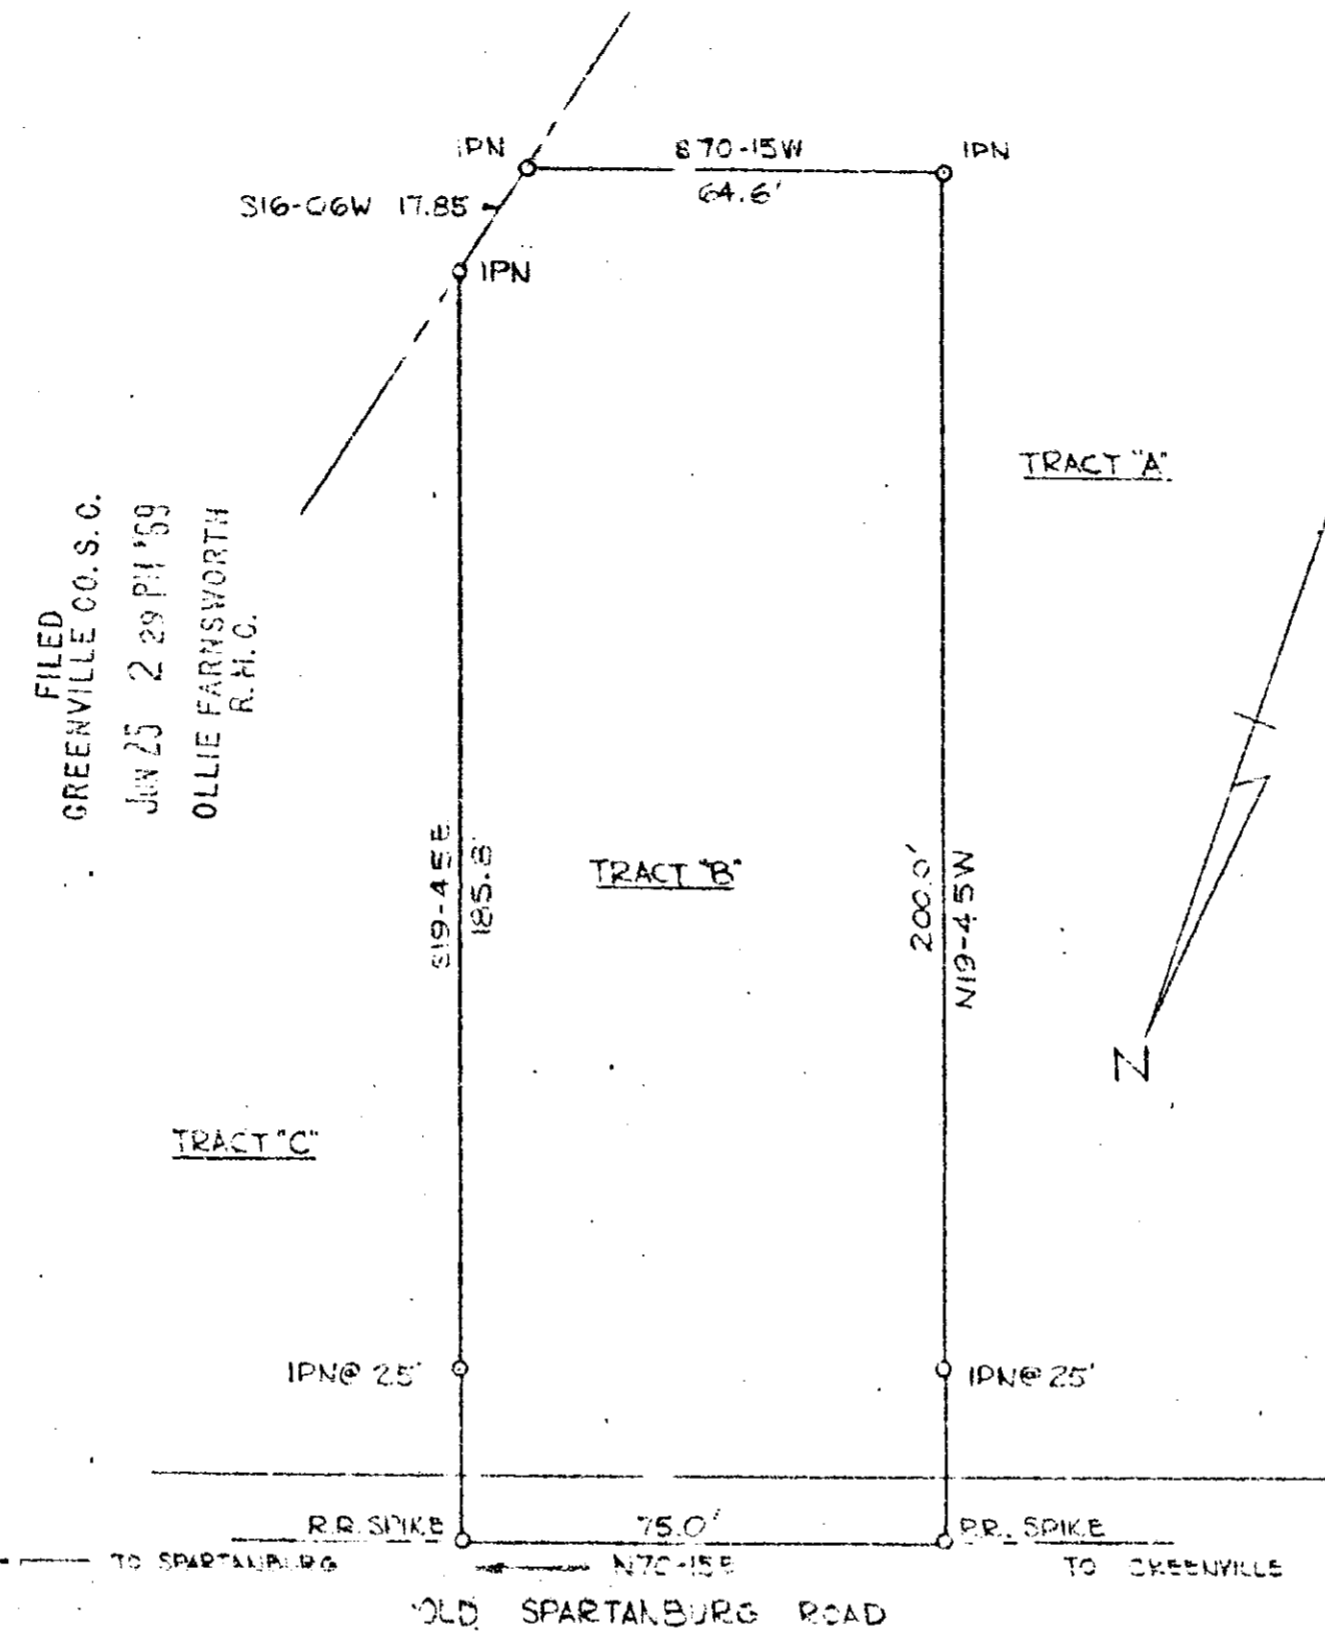 IPN
S70-15W
IPN
64.6'
S16-06W 17.85
IPN
TRACT "A"
FILED
GREENVILLE CO. S. C.
JUN 25 2 29 PM '69
OLLIE FARNSWORTH
R. M. C.
S19-45E
185.8
TRACT "B"
200.0'
N19-45W
N
TRACT "C"
IPN@ 25'
IPN@ 25'
R.R. SPIKE
75.0'
R.R. SPIKE
TO SPARTANBURG
N70-15E
TO GREENVILLE
OLD SPARTANBURG ROAD